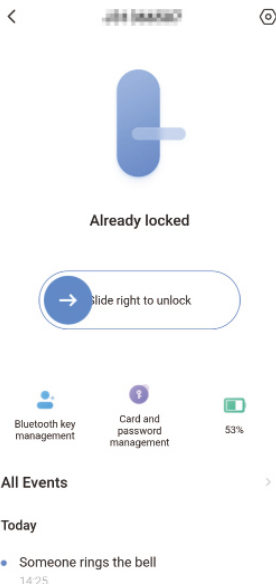 Already locked
Slide right to unlock
Bluetooth key
management
Card and
password
management
53%
All Events
Today
Someone rings the bell
14:25